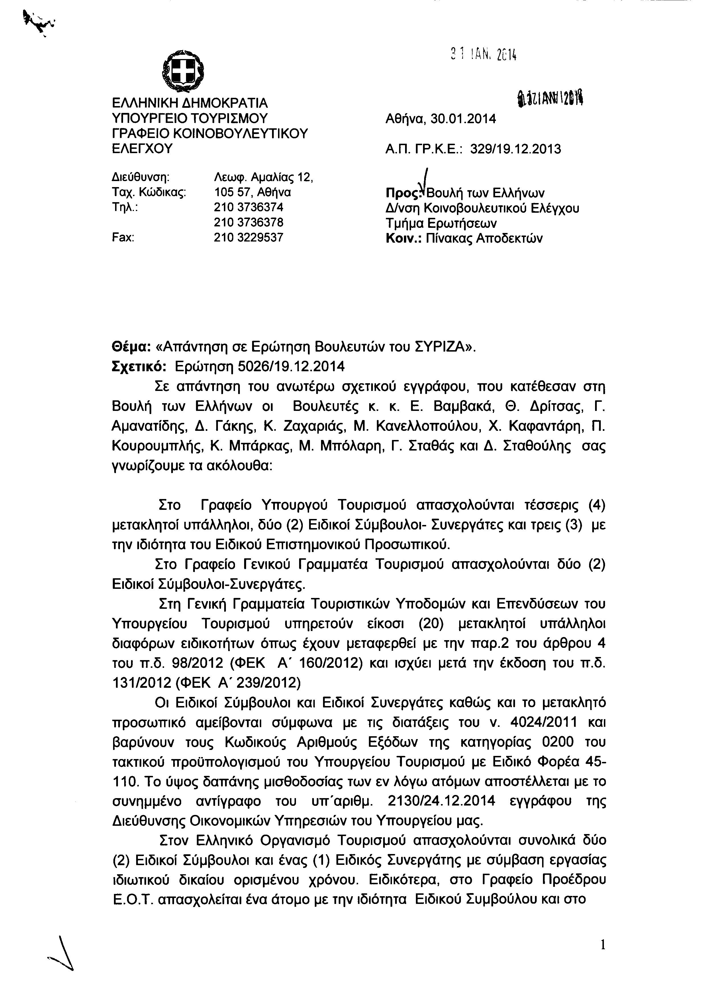 31 ΙΑΝ. 2014
ΕΛΛΗΝΙΚΗ ΔΗΜΟΚΡΑΤΙΑ
ΥΠΟΥΡΓΕΙΟ ΤΟΥΡΙΣΜΟΥ
ΓΡΑΦΕΙΟ ΚΟΙΝΟΒΟΥΛΕΥΤΙΚΟΥ
ΕΛΕΓΧΟΥ
Αθήνα, 30.01.2014
Α.Π. ΓΡ.Κ.Ε.: 329/19.12.2013
Διεύθυνση: Λεωφ. Αμαλίας 12,
Ταχ. Κώδικας: 105 57, Αθήνα
Τηλ.: 210 3736374
210 3736378
Fax: 210 3229537
Προς: Βουλή των Ελλήνων
Δ/νση Κοινοβουλευτικού Ελέγχου
Τμήμα Ερωτήσεων
Κοιν.: Πίνακας Αποδεκτών
Θέμα: «Απάντηση σε Ερώτηση Βουλευτών του ΣΥΡΙΖΑ».
Σχετικό: Ερώτηση 5026/19.12.2014
Σε απάντηση του ανωτέρω σχετικού εγγράφου, που κατέθεσαν στη
Βουλή των Ελλήνων οι Βουλευτές κ. κ. Ε. Βαμβακά, Θ. Δρίτσας, Γ.
Αμανατίδης, Δ. Γάκης, Κ. Ζαχαριάς, Μ. Κανελλοπούλου, Χ. Καφαντάρη, Π.
Κουρουμπλής, Κ. Μπάρκας, Μ. Μπόλαρη, Γ. Σταθάς και Δ. Σταθούλης σας
γνωρίζουμε τα ακόλουθα:
Στο Γραφείο Υπουργού Τουρισμού απασχολούνται τέσσερις (4)
μετακλητοί υπάλληλοι, δύο (2) Ειδικοί Σύμβουλοι- Συνεργάτες και τρεις (3) με
την ιδιότητα του Ειδικού Επιστημονικού Προσωπικού.
Στο Γραφείο Γενικού Γραμματέα Τουρισμού απασχολούνται δύο (2)
Ειδικοί Σύμβουλοι-Συνεργάτες.
Στη Γενική Γραμματεία Τουριστικών Υποδομών και Επενδύσεων του
Υπουργείου Τουρισμού υπηρετούν είκοσι (20) μετακλητοί υπάλληλοι
διαφόρων ειδικοτήτων όπως έχουν μεταφερθεί με την παρ.2 του άρθρου 4
του π.δ. 98/2012 (ΦΕΚ Α΄ 160/2012) και ισχύει μετά την έκδοση του π.δ.
131/2012 (ΦΕΚ Α΄ 239/2012)
Οι Ειδικοί Σύμβουλοι και Ειδικοί Συνεργάτες καθώς και το μετακλητό
προσωπικό αμείβονται σύμφωνα με τις διατάξεις του ν. 4024/2011 και
βαρύνουν τους Κωδικούς Αριθμούς Εξόδων της κατηγορίας 0200 του
τακτικού προϋπολογισμού του Υπουργείου Τουρισμού με Ειδικό Φορέα 45-
110. Το ύψος δαπάνης μισθοδοσίας των εν λόγω ατόμων αποστέλλεται με το
συνημμένο αντίγραφο του υπ΄αριθμ. 2130/24.12.2014 εγγράφου της
Διεύθυνσης Οικονομικών Υπηρεσιών του Υπουργείου μας.
Στον Ελληνικό Οργανισμό Τουρισμού απασχολούνται συνολικά δύο
(2) Ειδικοί Σύμβουλοι και ένας (1) Ειδικός Συνεργάτης με σύμβαση εργασίας
ιδιωτικού δικαίου ορισμένου χρόνου. Ειδικότερα, στο Γραφείο Προέδρου
Ε.Ο.Τ. απασχολείται ένα άτομο με την ιδιότητα Ειδικού Συμβούλου και στο
1